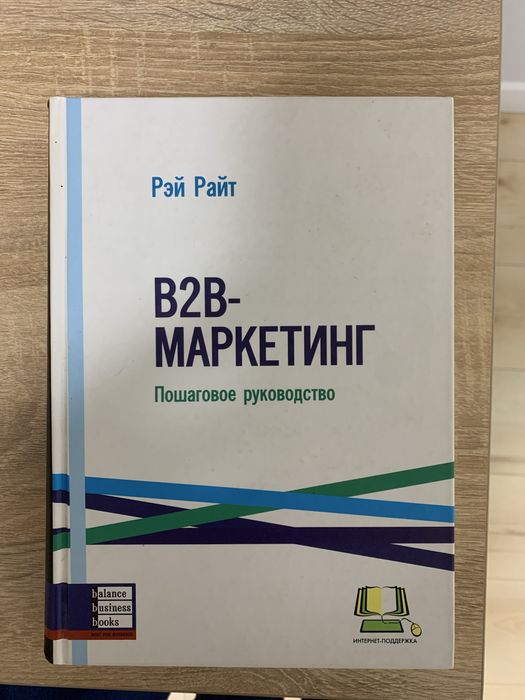 Рэй Райт
B2B-
МАРКЕТИНГ
Пошаговое руководство
balance
business
books
ИНТЕРНЕТ-ПОДДЕРЖКА